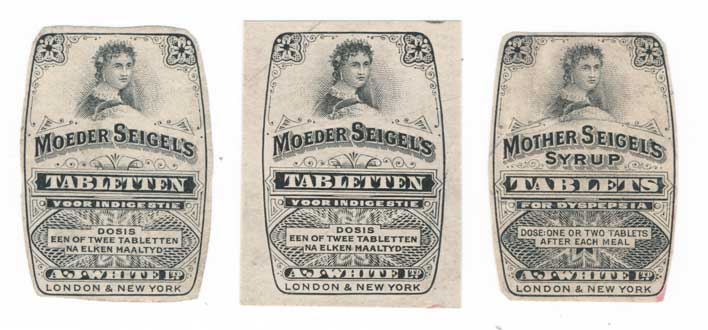 MOEDER SEIGEL'S
TABLETTEN
VOOR INDIGESTIE
DOSIS
EEN OF TWEE TABLETTEN
NA ELKEN MAALTYD
A.J. WHITE LTD
LONDON & NEW YORK
MOEDER SEIGEL'S
TABLETTEN
VOOR INDIGESTIE
DOSIS
EEN OF TWEE TABLETTEN
NA ELKEN MAALTYD
A.J. WHITE LTD
LONDON & NEW YORK
MOTHER SEIGEL'S
SYRUP
TABLETS
FOR DYSPEPSIA
DOSE: ONE OR TWO TABLETS
AFTER EACH MEAL
A.J. WHITE LTD
LONDON & NEW YORK